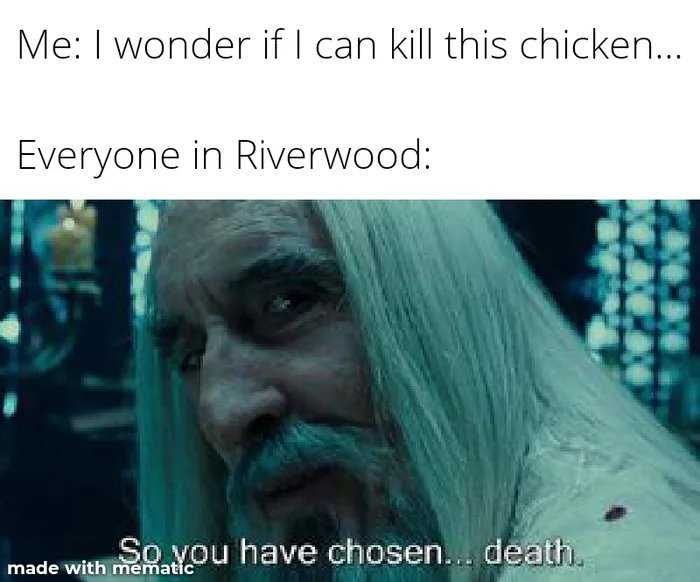 Me: I wonder if I can kill this chicken...
Everyone in Riverwood:
So you have chosen... death.
made with mematic